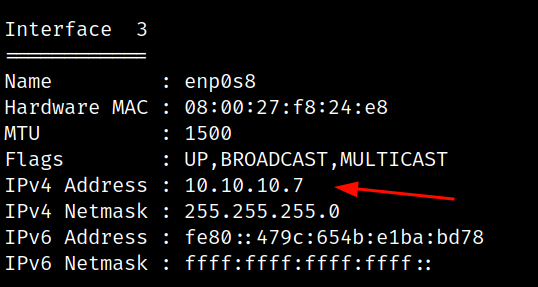 Interface  3
============
Name         : enp0s8
Hardware MAC : 08:00:27:f8:24:e8
MTU          : 1500
Flags        : UP,BROADCAST,MULTICAST
IPv4 Address : 10.10.10.7
IPv4 Netmask : 255.255.255.0
IPv6 Address : fe80::479c:654b:e1ba:bd78
IPv6 Netmask : ffff:ffff:ffff:ffff::